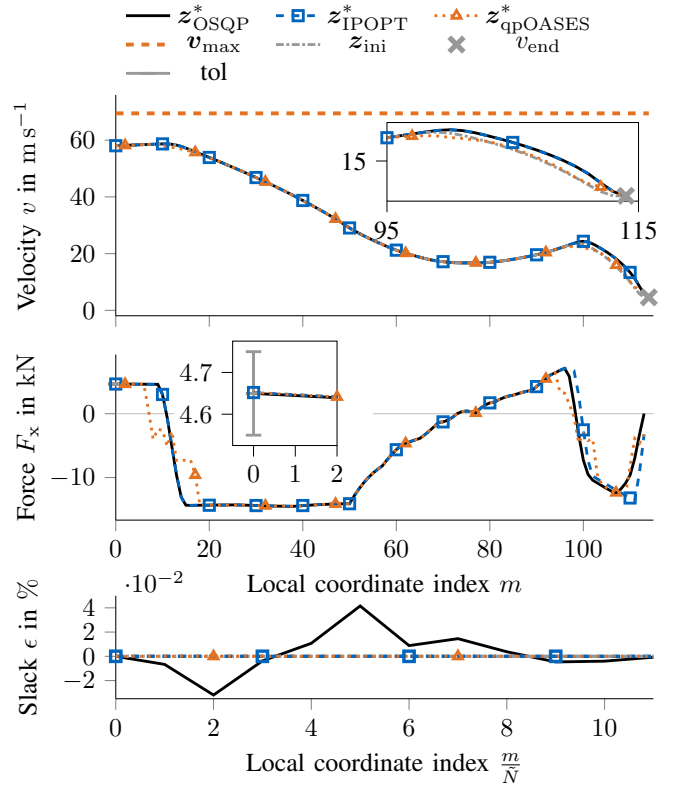 z*OSQP z*IPOPT z*qpOASES
vmax zini vend
tol
60
40
20
0
Velocity v in m s−1
15
95 115
0
−10
Force Fx in kN
4.7
4.6
0 1 2
0 20 40 60 80 100
Local coordinate index m
·10−2
4
2
0
−2
Slack ϵ in %
0 2 4 6 8 10
Local coordinate index m/Ñ